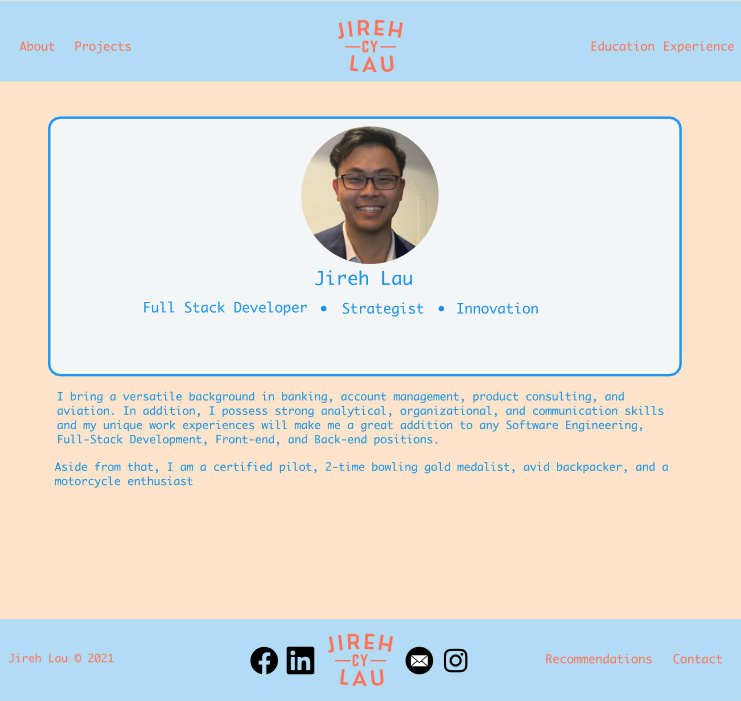 About Projects
JIREH
CY
LAU
Education Experience
Jireh Lau
Full Stack Developer • Strategist • Innovation
I bring a versatile background in banking, account management, product consulting, and
aviation. In addition, I possess strong analytical, organizational, and communication skills
and my unique work experiences will make me a great addition to any Software Engineering,
Full-Stack Development, Front-end, and Back-end positions.
Aside from that, I am a certified pilot, 2-time bowling gold medalist, avid backpacker, and a
motorcycle enthusiast
Jireh Lau © 2021
JIREH
CY
LAU
Recommendations Contact